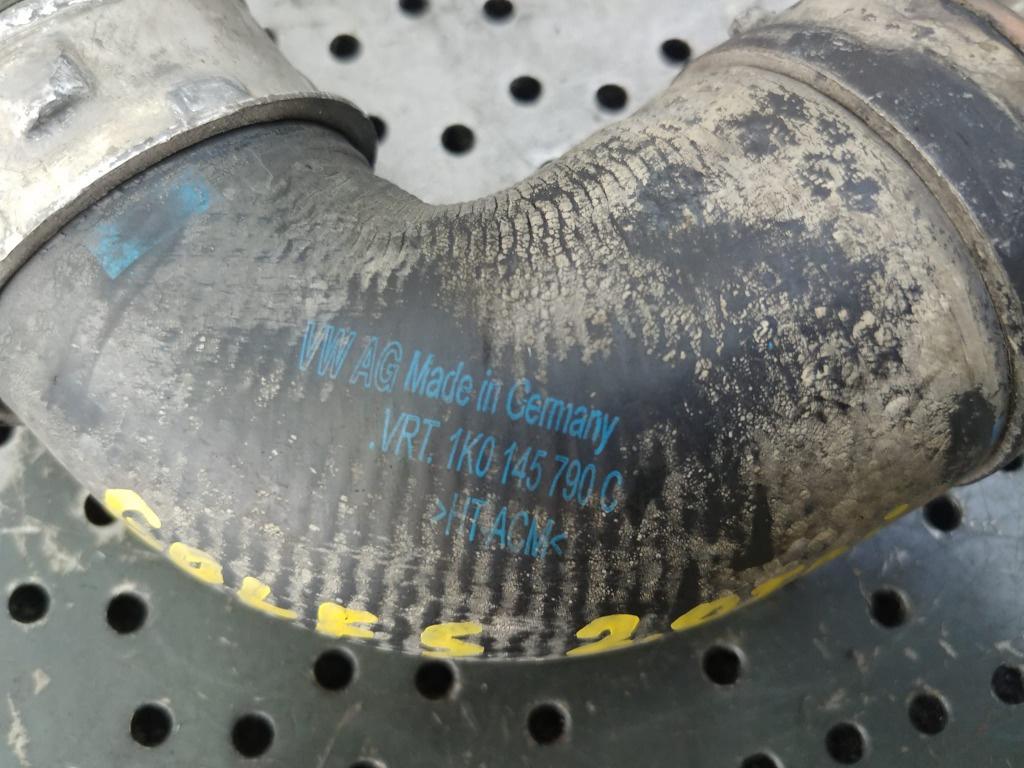 VW AG Made in Germany
.VRT. 1K0 145 790 C
>HT ACM<